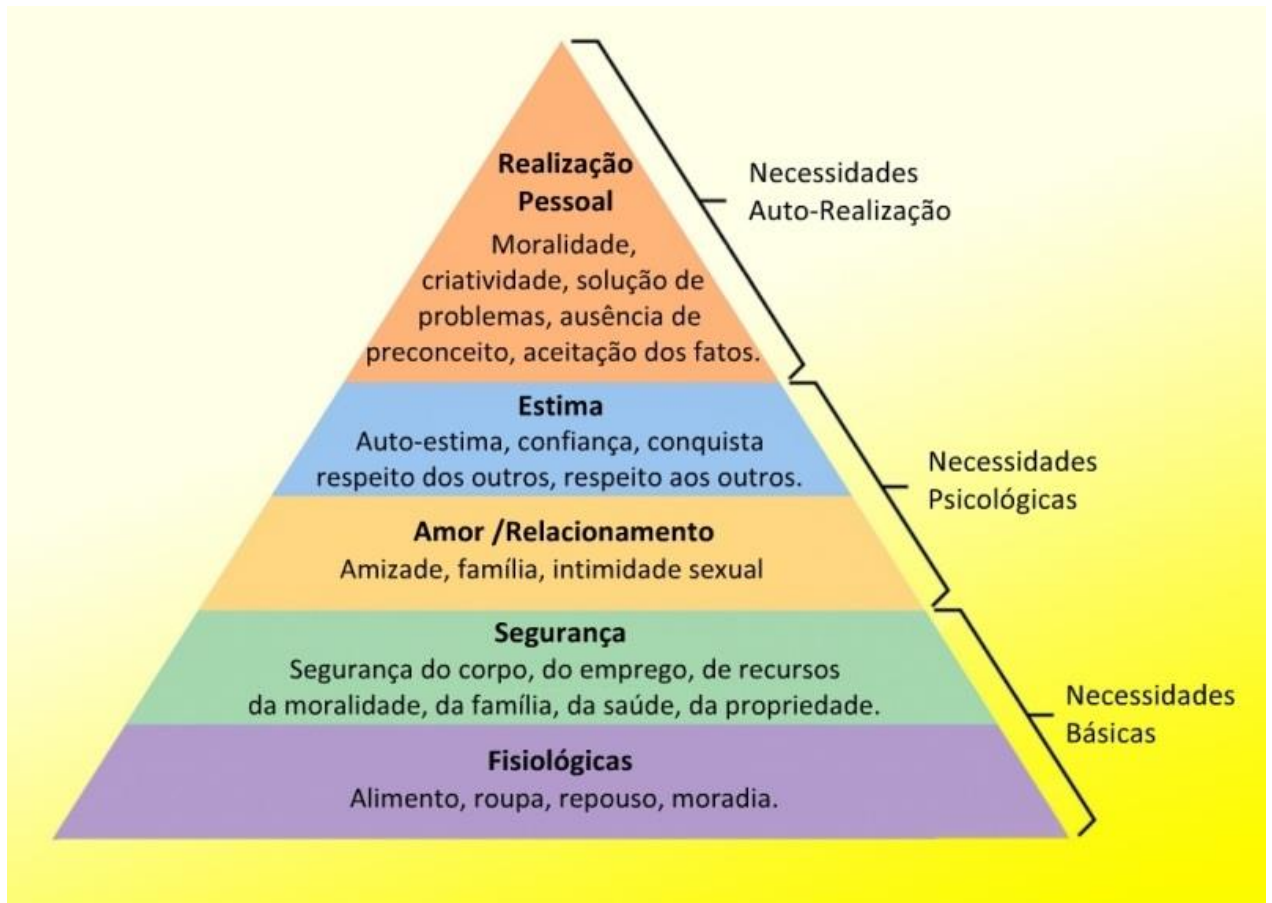 Realização
Pessoal
Moralidade,
criatividade, solução de
problemas, ausência de
preconceito, aceitação dos fatos.
Necessidades
Auto-Realização
Estima
Auto-estima, confiança, conquista
respeito dos outros, respeito aos outros.
Necessidades
Psicológicas
Amor /Relacionamento
Amizade, família, intimidade sexual
Segurança
Segurança do corpo, do emprego, de recursos
da moralidade, da família, da saúde, da propriedade.
Necessidades
Básicas
Fisiológicas
Alimento, roupa, repouso, moradia.